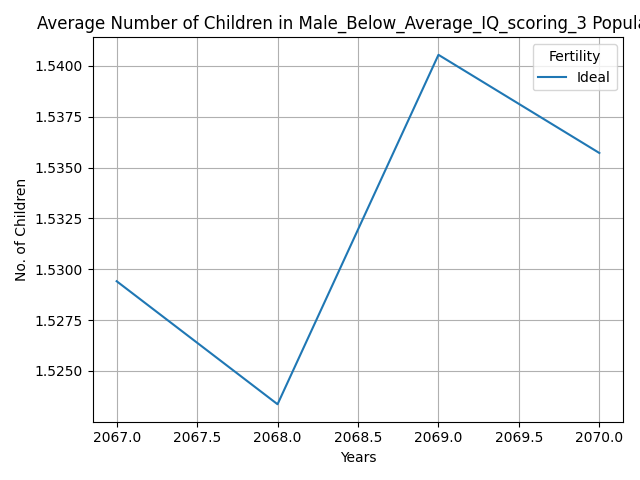 Average Number of Children in Male_Below_Average_IQ_scoring_3 Popula
Fertility
Ideal
1.5400
1.5375
1.5350
1.5325
1.5300
1.5275
1.5250
No. of Children
2067.0 2067.5 2068.0 2068.5 2069.0 2069.5 2070.0
Years